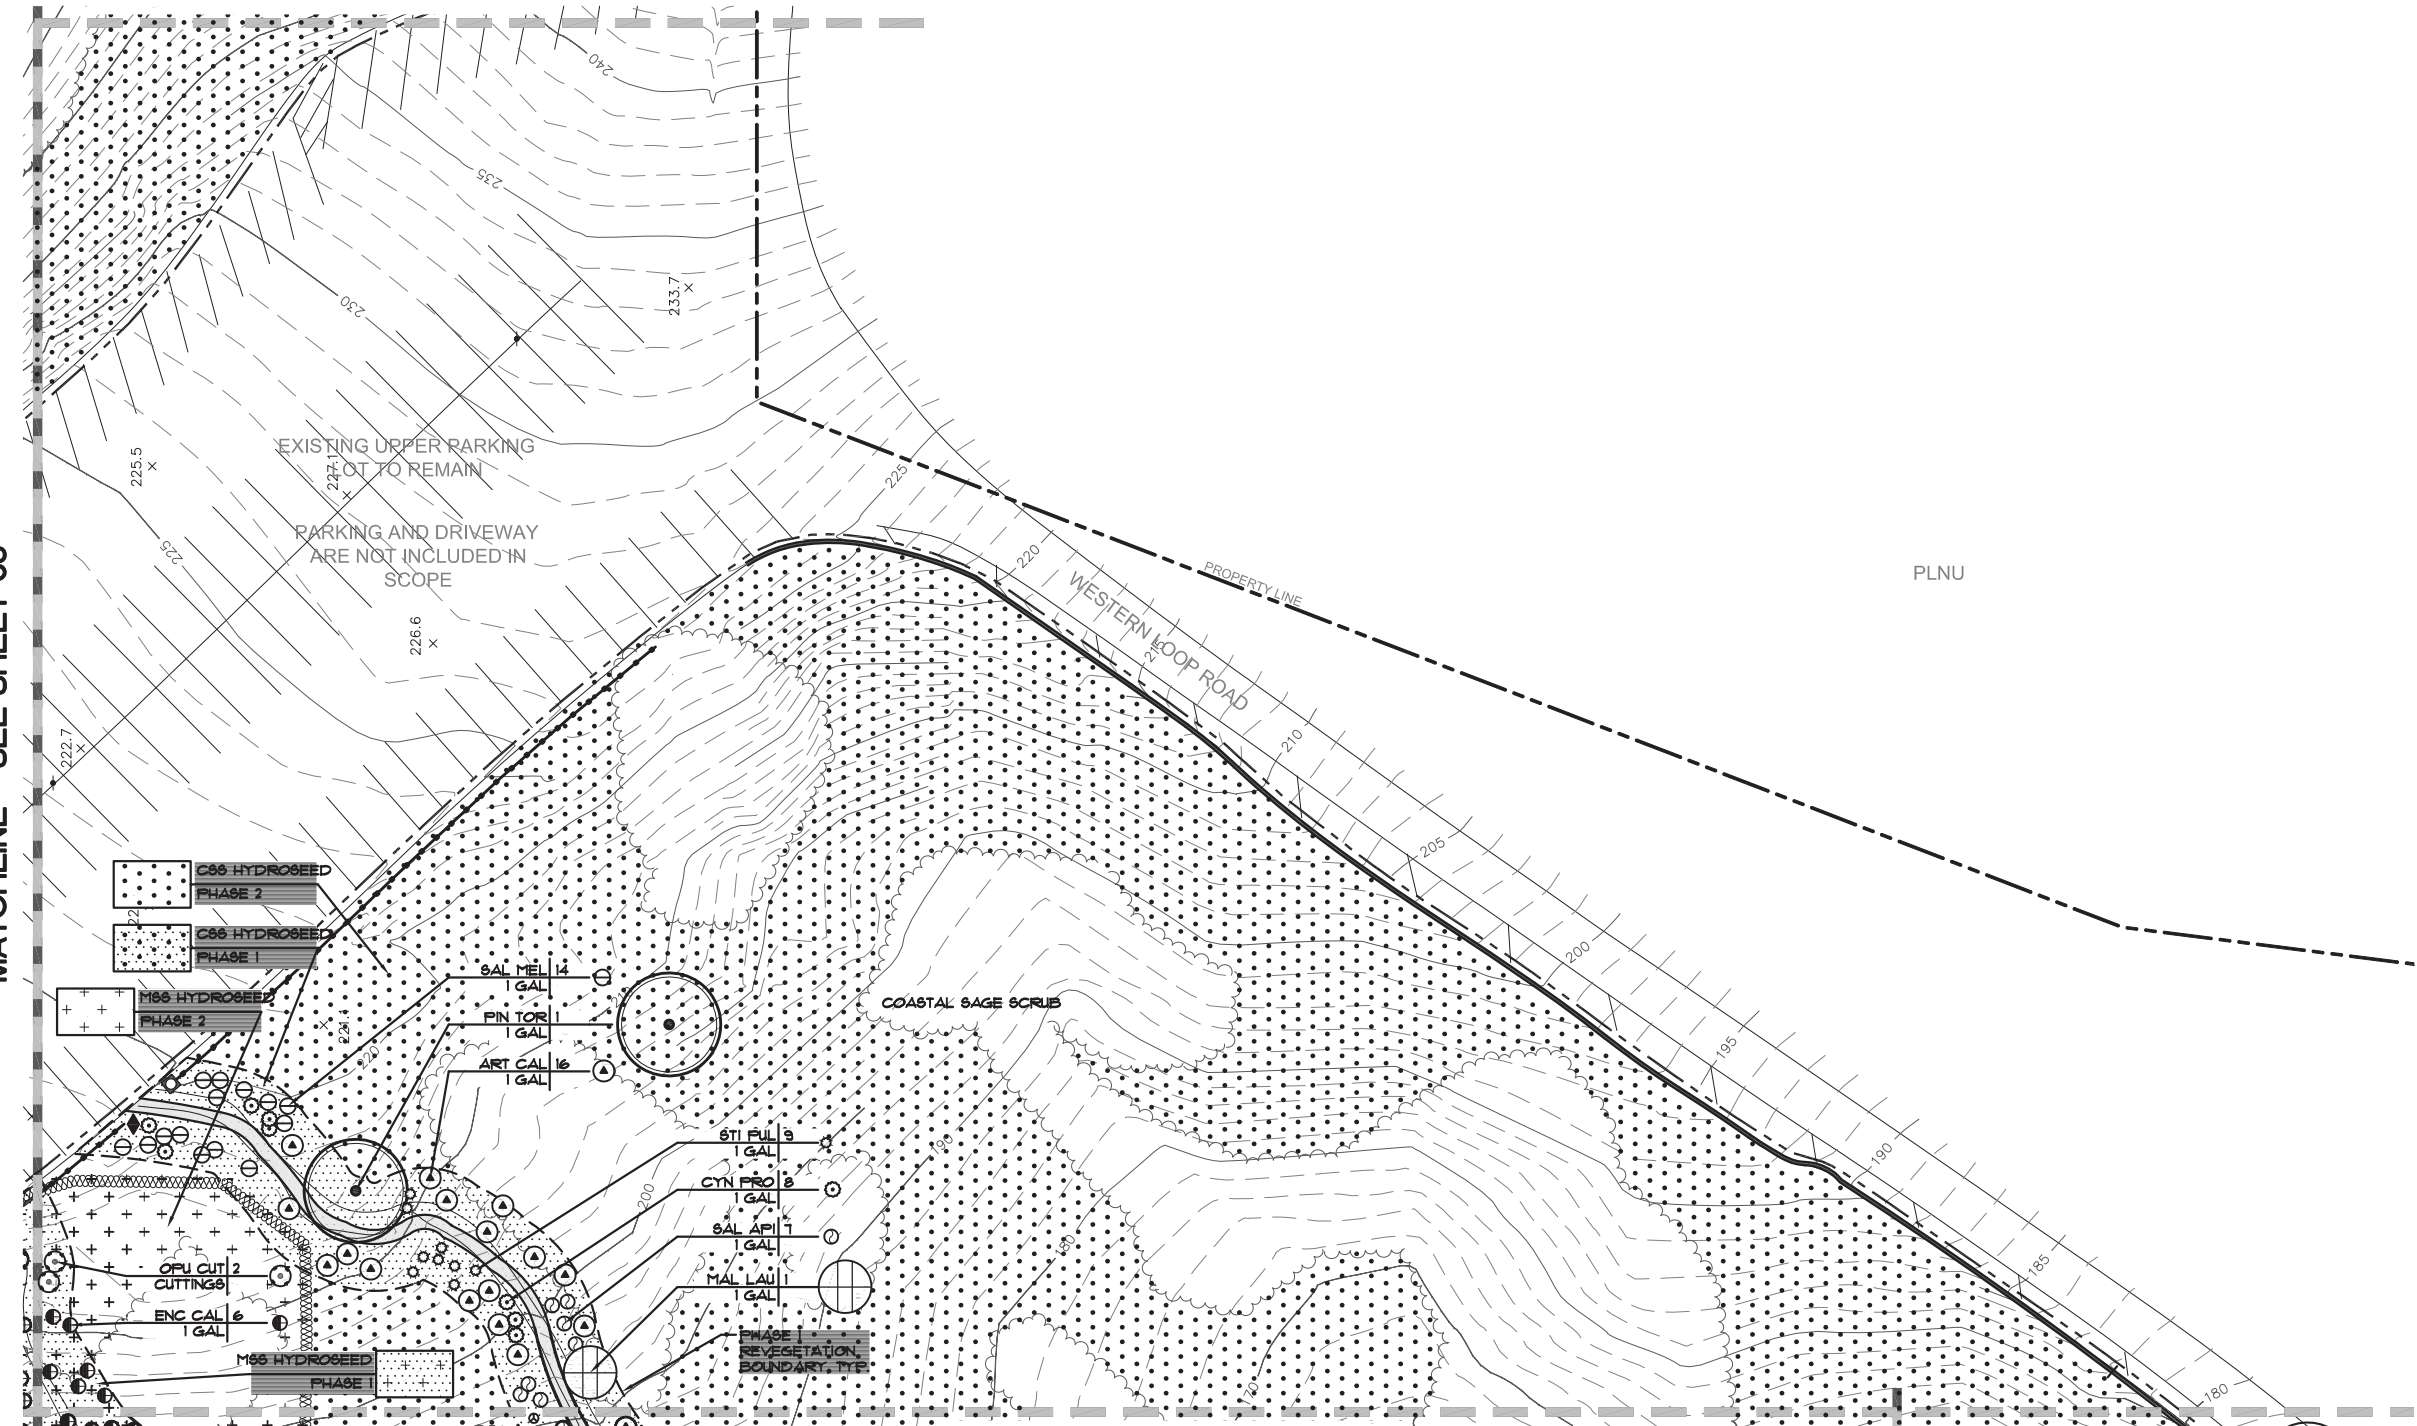 240
235
230
233.7
225.5
227.1
EXISTING UPPER PARKING
LOT TO REMAIN
PARKING AND DRIVEWAY
ARE NOT INCLUDED IN
SCOPE
225
226.6
222.7
225
220
WESTERN LOOP ROAD
PROPERTY LINE
PLNU
210
205
200
195
190
185
180
CSS HYDROSEED
PHASE 2
CSS HYDROSEED
PHASE 1
MSS HYDROSEED
PHASE 2
220
SAL MEL 14
1 GAL
PIN TOR 1
1 GAL
ART CAL 16
1 GAL
COASTAL SAGE SCRUB
STI PUL 9
1 GAL
CYN PRO 8
1 GAL
SAL API 7
1 GAL
MAL LAU 1
1 GAL
190
200
180
OPU CUT 2
CUTTINGS
ENC CAL 6
1 GAL
MSS HYDROSEED
PHASE 1
PHASE 1
REVEGETATION
BOUNDARY, TYP.